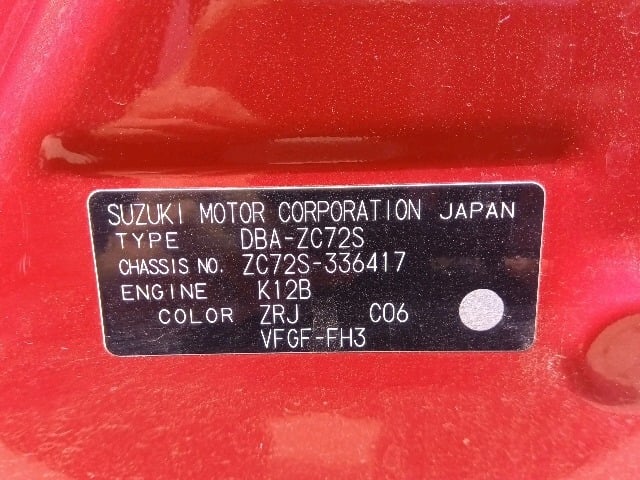 SUZUKI MOTOR CORPORATION JAPAN
TYPE DBA-ZC72S
CHASSIS NO. ZC72S-336417
ENGINE K12B
COLOR ZRJ C06
VFGF-FH3